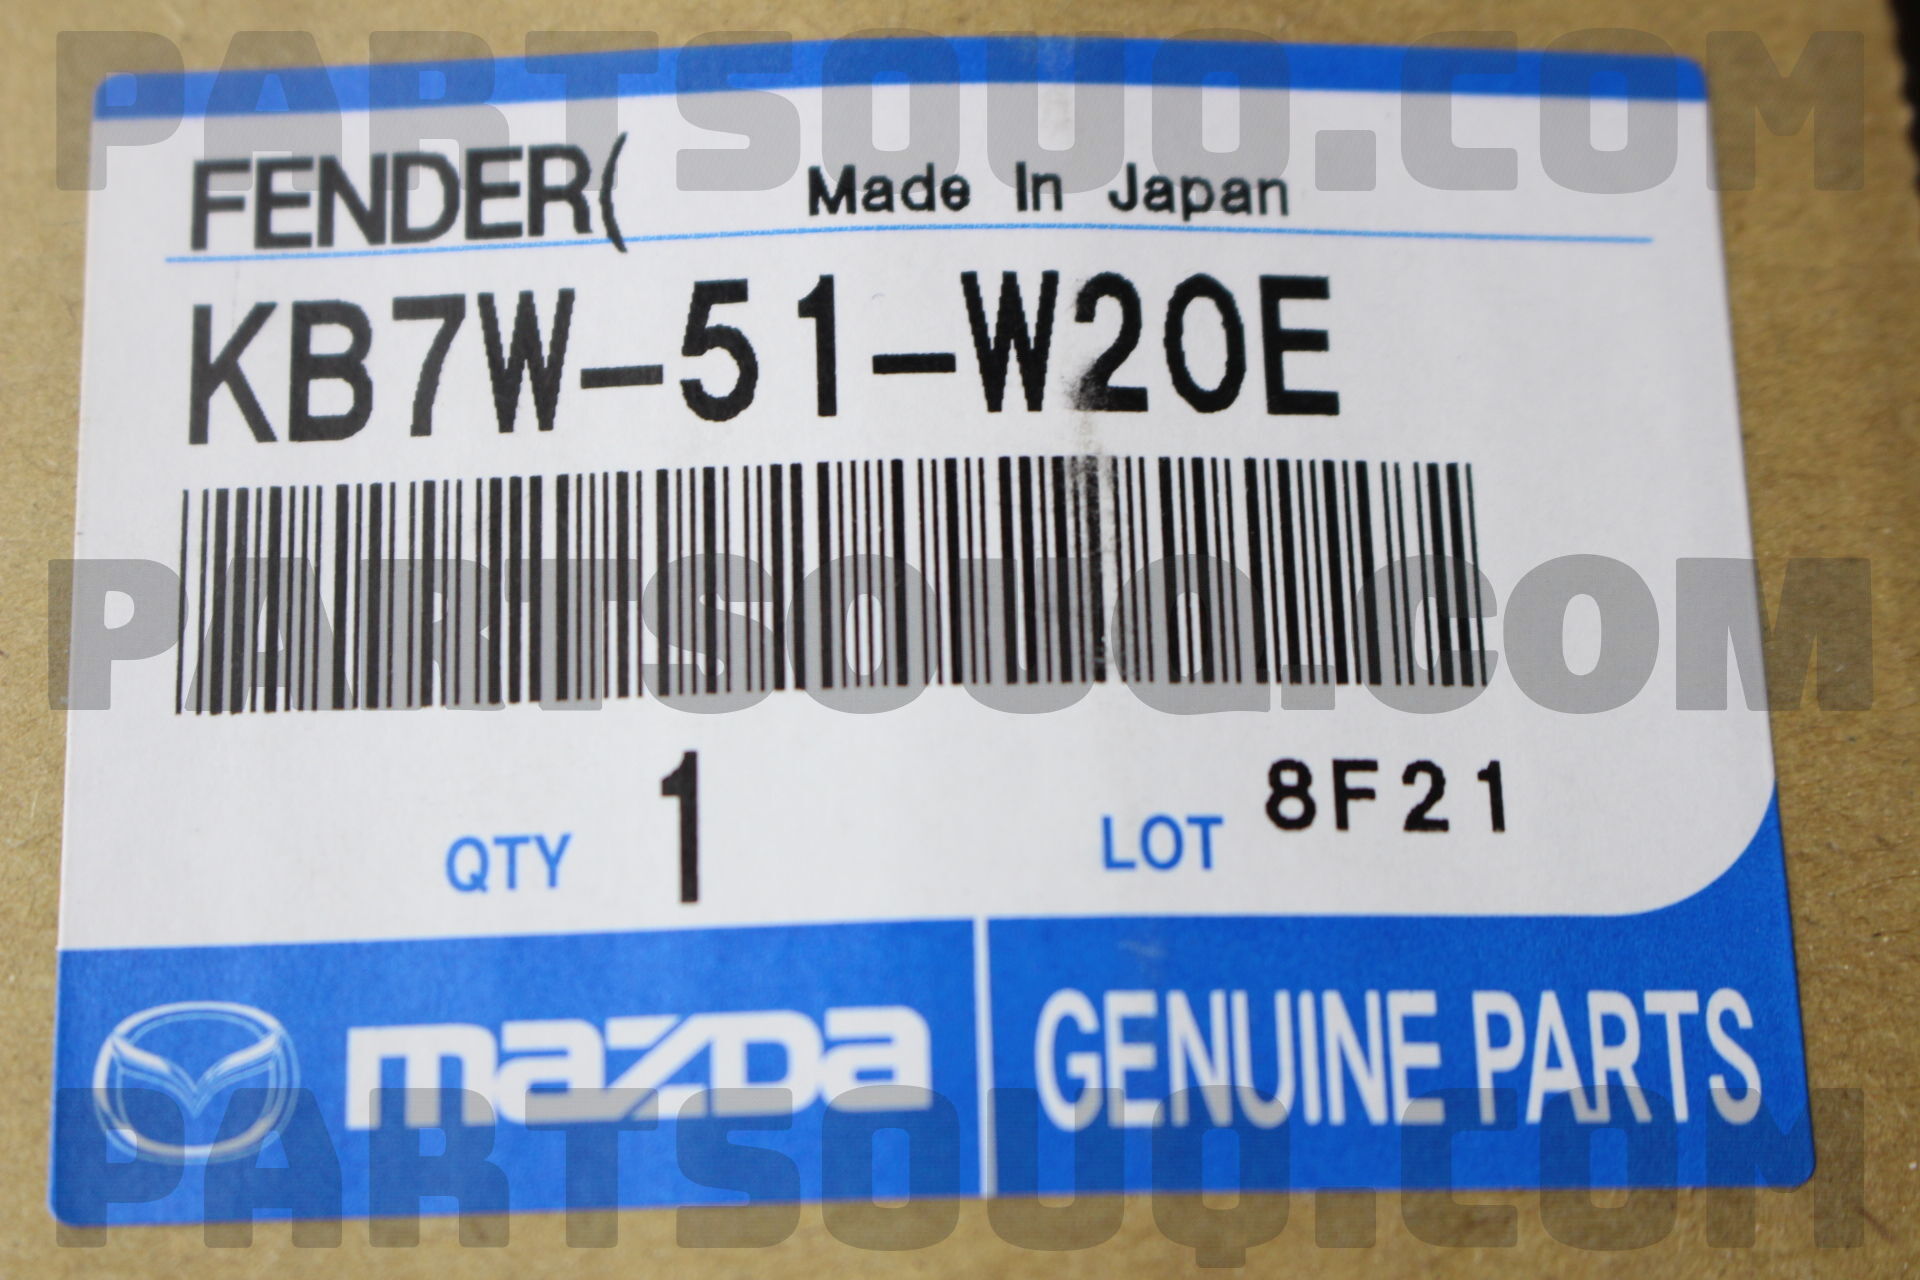 PARTSOUQ.COM
FENDER( Made In Japan
KB7W-51-W20E
PARTSOUQ.COM
QTY 1 LOT 8F21
mazda GENUINE PARTS
PARTSOUQ.COM